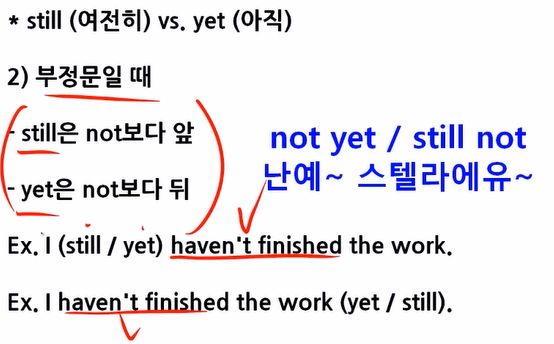 * still (여전히) vs. yet (아직)
2) 부정문일 때
- still은 not보다 앞
- yet은 not보다 뒤
not yet / still not
난예~ 스텔라에유~
Ex. I (still / yet) haven't finished the work.
Ex. I haven't finished the work (yet / still).